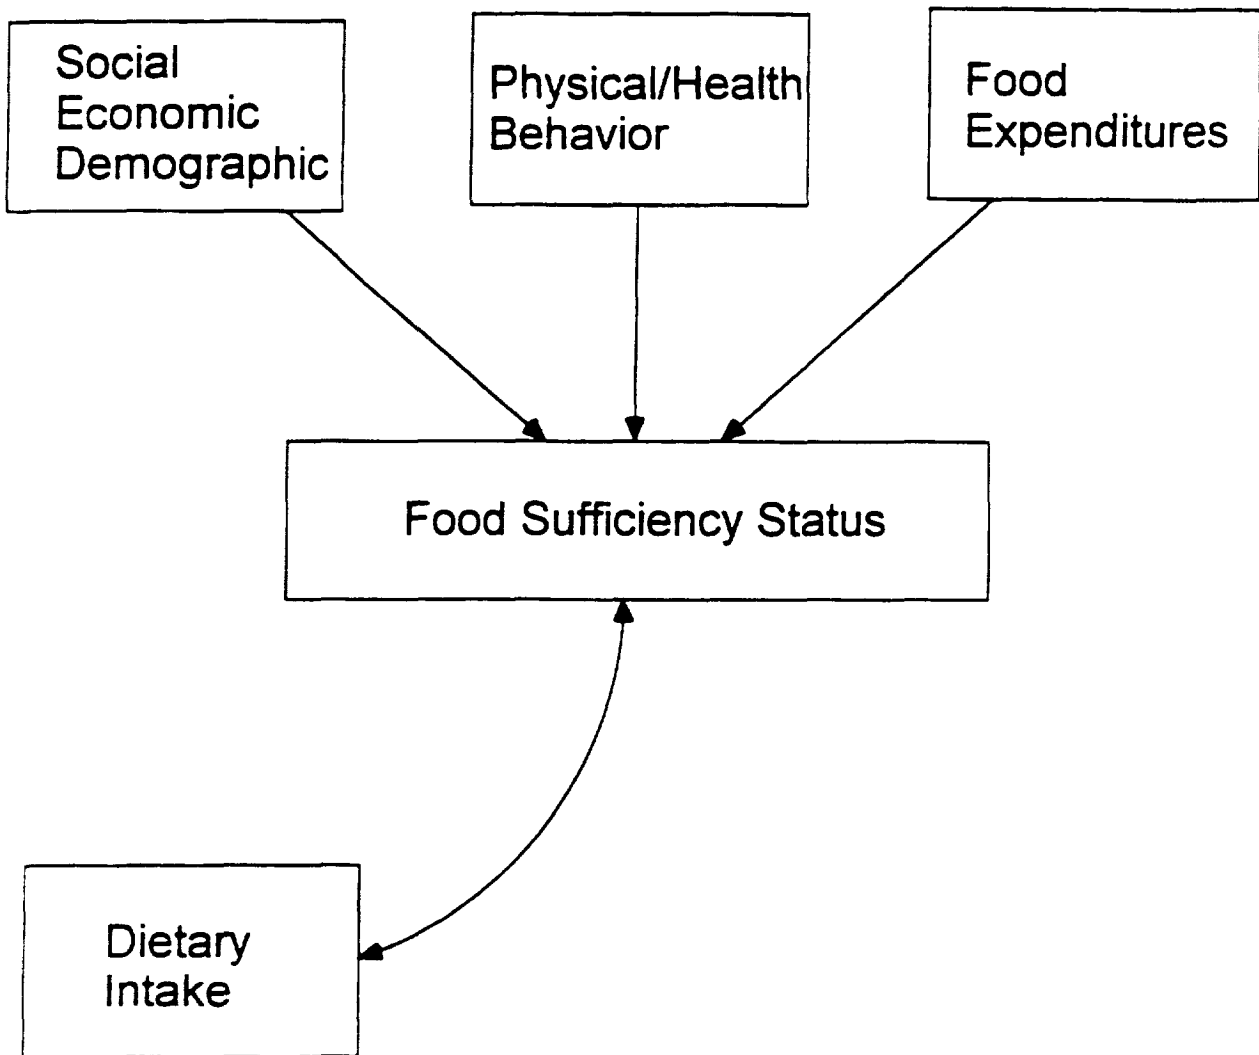 Social
Economic
Demographic
Physical/Health
Behavior
Food
Expenditures
Food Sufficiency Status
Dietary
Intake